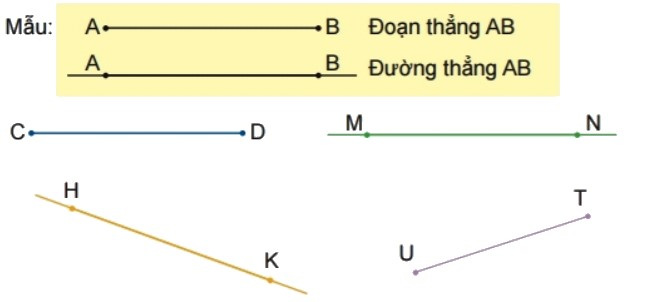 Mẫu: A B Đoạn thẳng AB
A B Đường thẳng AB
C D M N
H T
K U